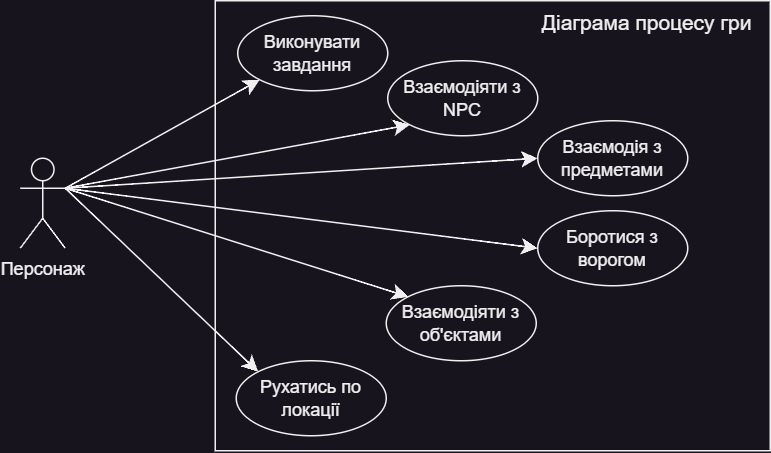 Діаграма процесу гри
Виконувати
завдання
Взаємодіяти з
NPC
Взаємодія з
предметами
Персонаж
Боротися з
ворогом
Взаємодіяти з
об'єктами
Рухатись по
локації